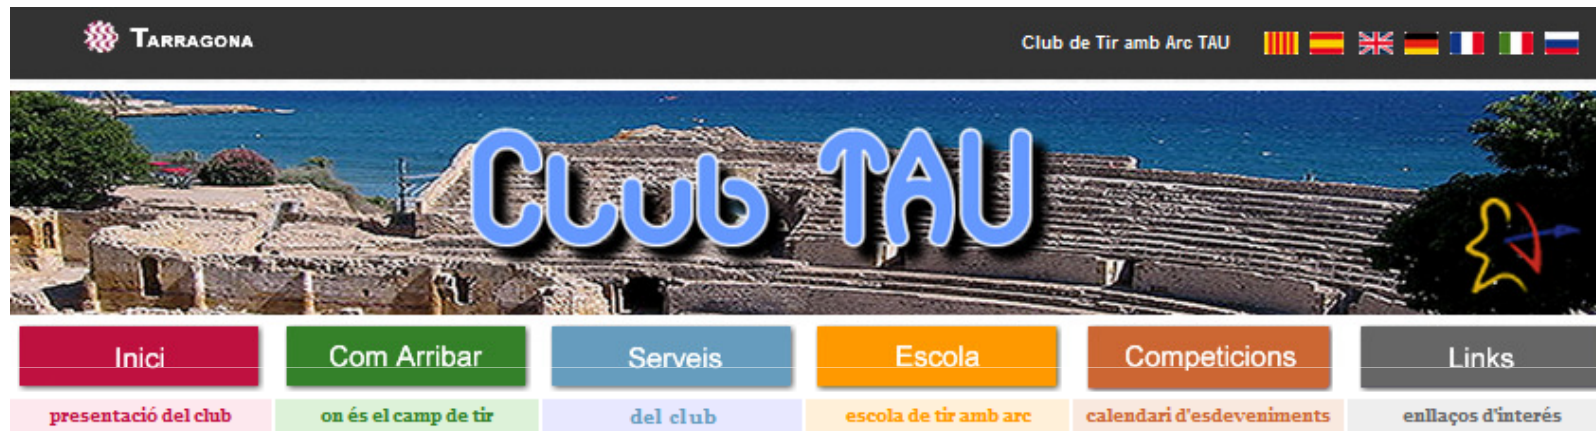 TARRAGONA
Club de Tir amb Arc TAU
CLub TAU
Inici
Com Arribar
Serveis
Escola
Competicions
Links
presentació del club
on és el camp de tir
del club
escola de tir amb arc
calendari d'esdeveniments
enllaços d'interés